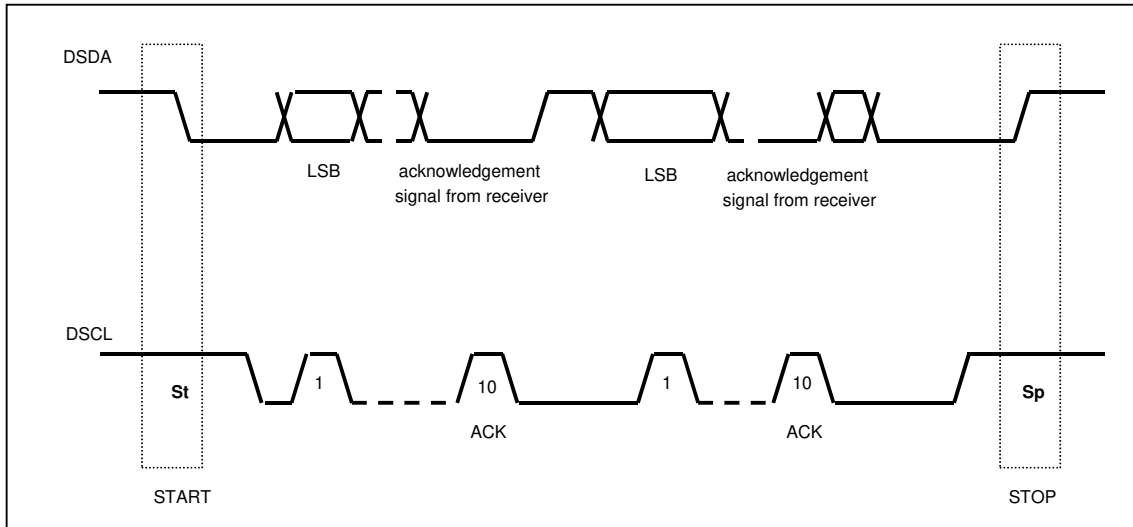 DSDA
LSB
acknowledgement
signal from receiver
LSB
acknowledgement
signal from receiver
DSCL
St
1
10
1
10
Sp
ACK
ACK
START
STOP